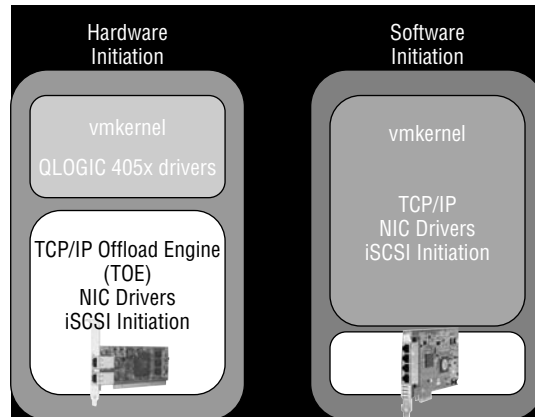 Hardware
Initiation
vmkernel
QLOGIC 405x drivers
TCP/IP Offload Engine
(TOE)
NIC Drivers
iSCSI Initiation
Software
Initiation
vmkernel
TCP/IP
NIC Drivers
iSCSI Initiation